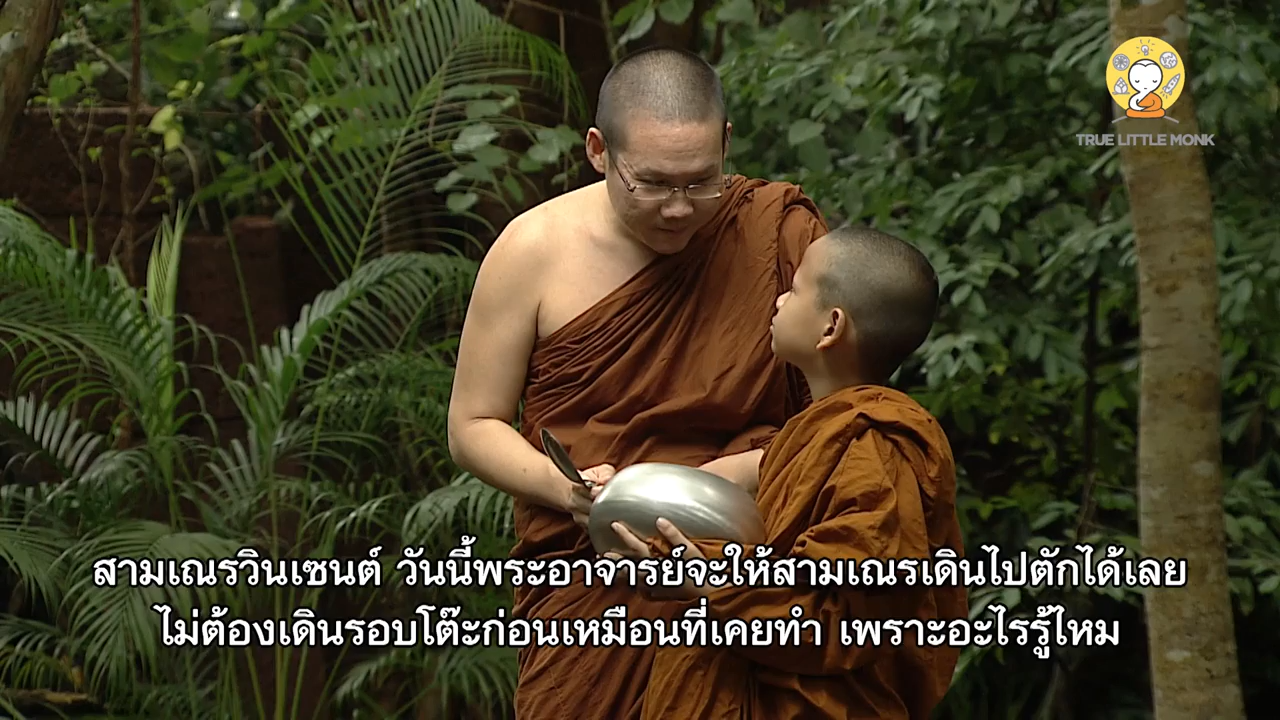 TRUE LITTLE MONK
สามเณรวินเซนต์ วันนี้พระอาจารย์จะให้สามเณรเดินไปตักได้เลย
ไม่ต้องเดินรอบโต๊ะก่อนเหมือนที่เคยทำ เพราะอะไรรู้ไหม